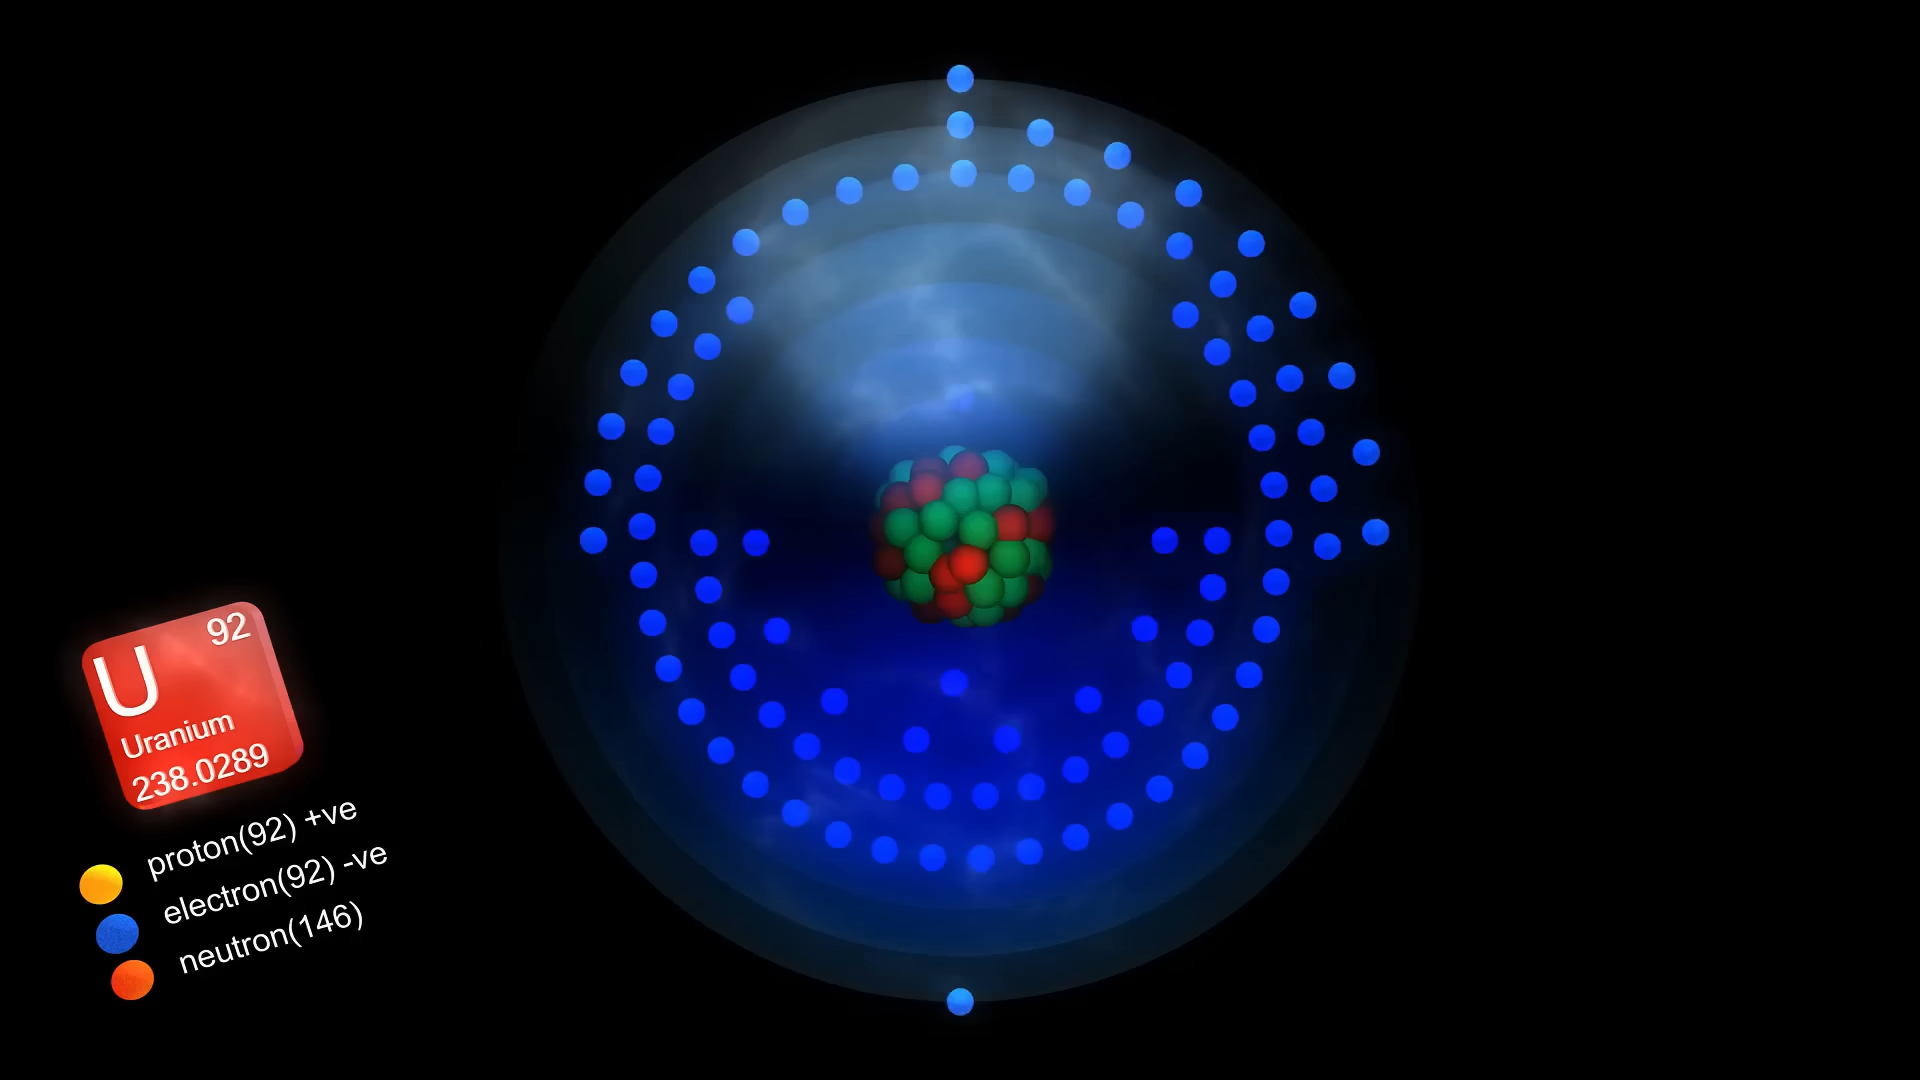 92
U
Uranium
238.0289
proton(92) +ve
electron(92) -ve
neutron(146)